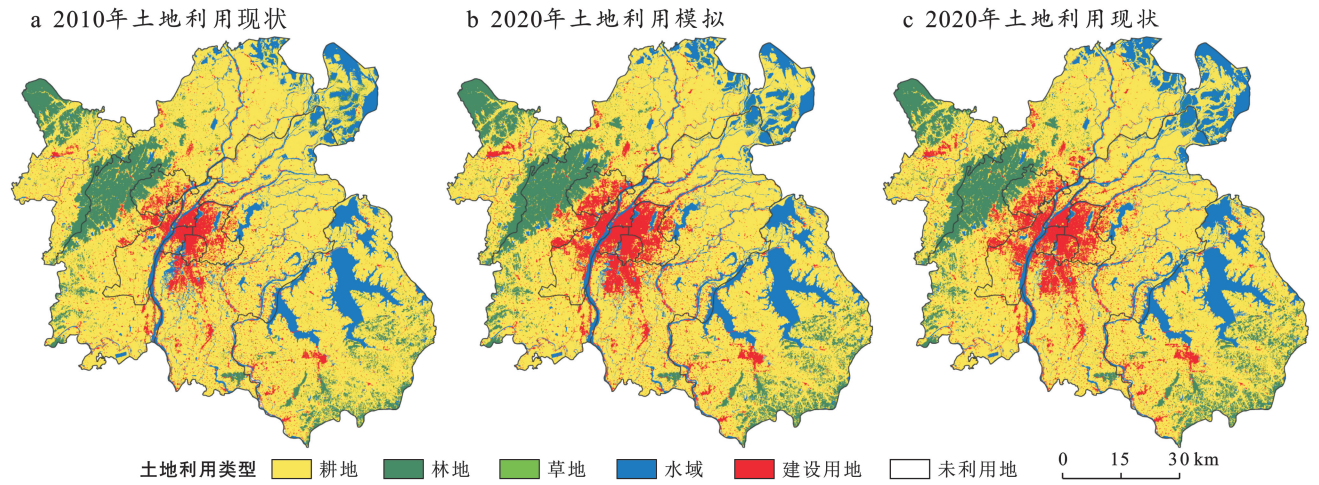 a 2010年土地利用现状
b 2020年土地利用模拟
c 2020年土地利用现状
土地利用类型 耕地 林地 草地 水域 建设用地 未利用地
0 15 30 km